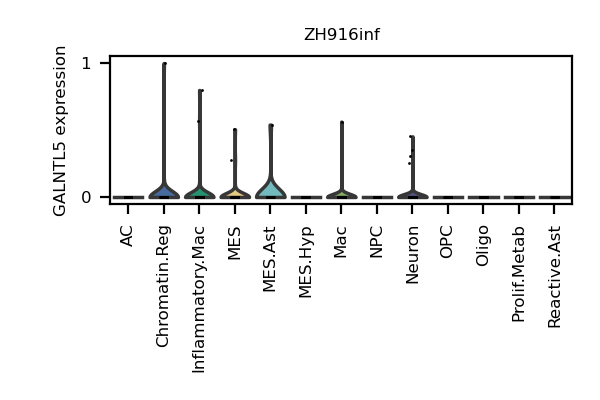 ZH916inf
GALNTL5 expression
1
0
AC
Chromatin.Reg
Inflammatory.Mac
MES
MES.Ast
MES.Hyp
Mac
NPC
Neuron
OPC
Oligo
Prolif.Metab
Reactive.Ast